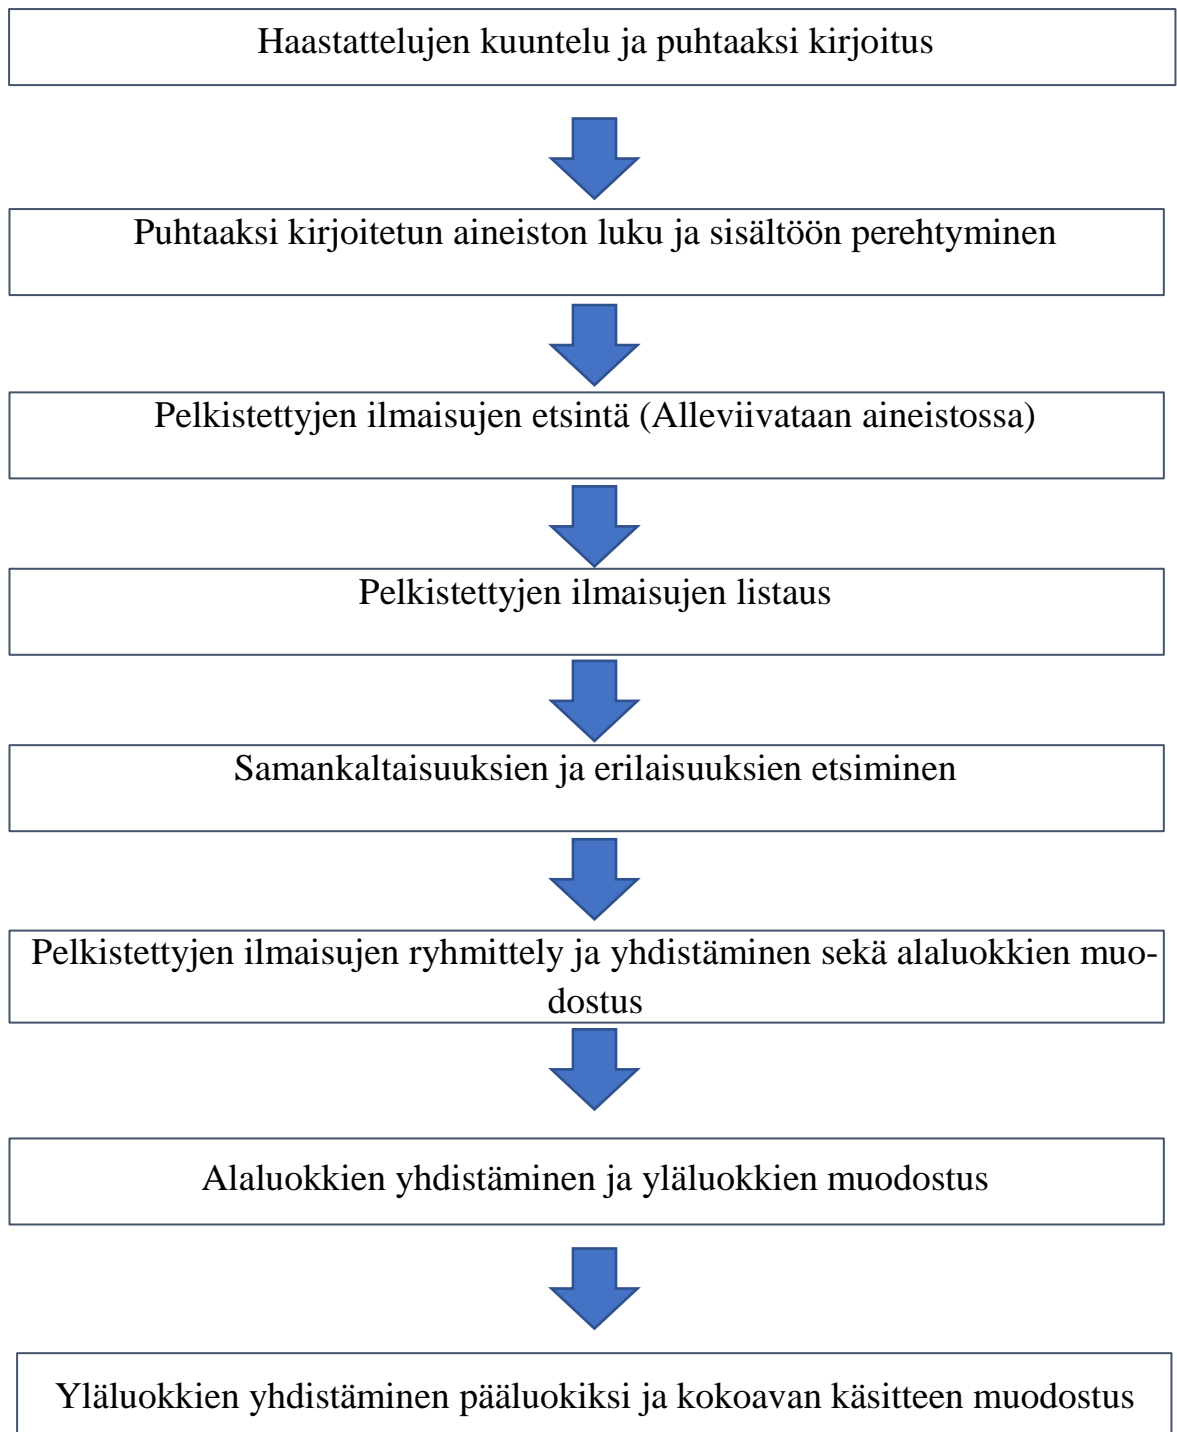 Haastattelujen kuuntelu ja puhtaaksi kirjoitus
Puhtaaksi kirjoitetun aineiston luku ja sisältöön perehtyminen
Pelkistettyjen ilmaisujen etsintä (Alleviivataan aineistossa)
Pelkistettyjen ilmaisujen listaus
Samankaltaisuuksien ja erilaisuuksien etsiminen
Pelkistettyjen ilmaisujen ryhmittely ja yhdistäminen sekä alaluokkien muo-
dostus
Alaluokkien yhdistäminen ja yläluokkien muodostus
Yläluokkien yhdistäminen pääluokiksi ja kokoavan käsitteen muodostus